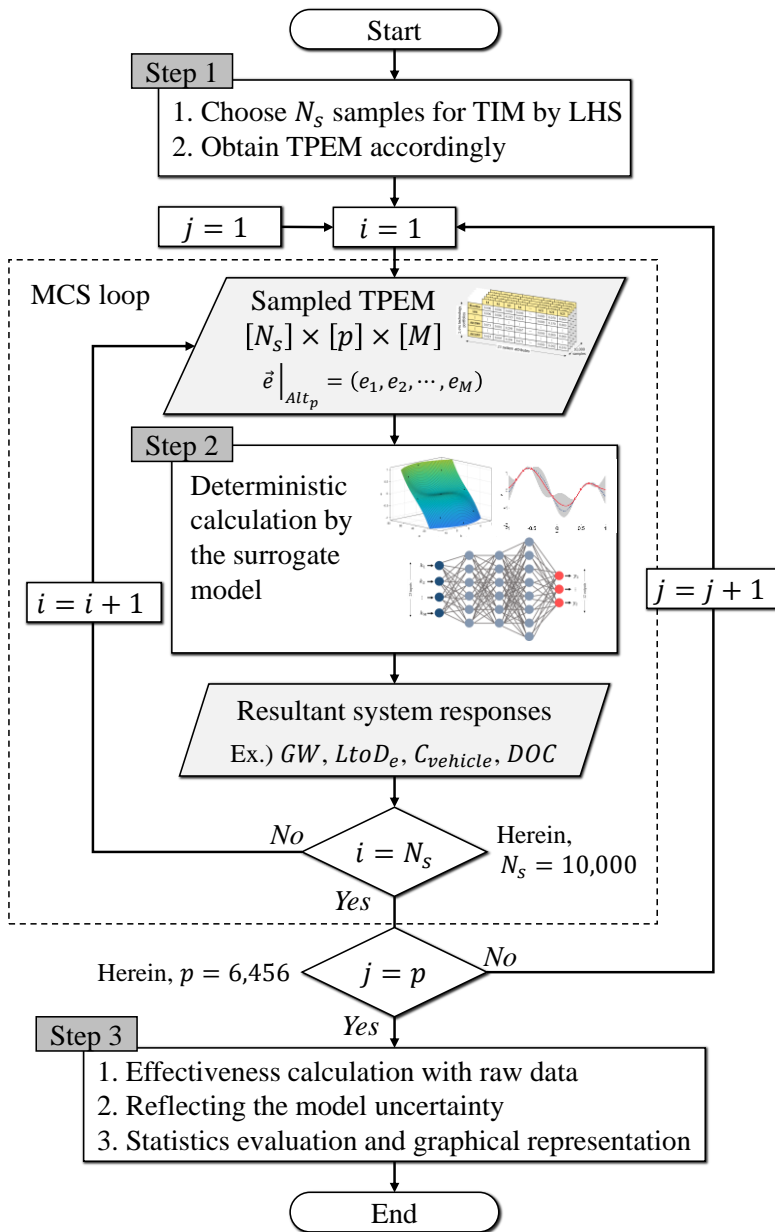 Start
Step 1
1. Choose N_s samples for TIM by LHS
2. Obtain TPEM accordingly
j = 1
i = 1
MCS loop
Sampled TPEM
[N_s] × [p] × [M]
e⃗ |_{Alt_p} = (e_1, e_2, ⋯, e_M)
Step 2
Deterministic
calculation by
the surrogate
model
i = i + 1
j = j + 1
Resultant system responses
Ex.) GW, LtoD_e, C_{vehicle}, DOC
No
i = N_s
Herein,
N_s = 10,000
Yes
Herein, p = 6,456
j = p
No
Yes
Step 3
1. Effectiveness calculation with raw data
2. Reflecting the model uncertainty
3. Statistics evaluation and graphical representation
End